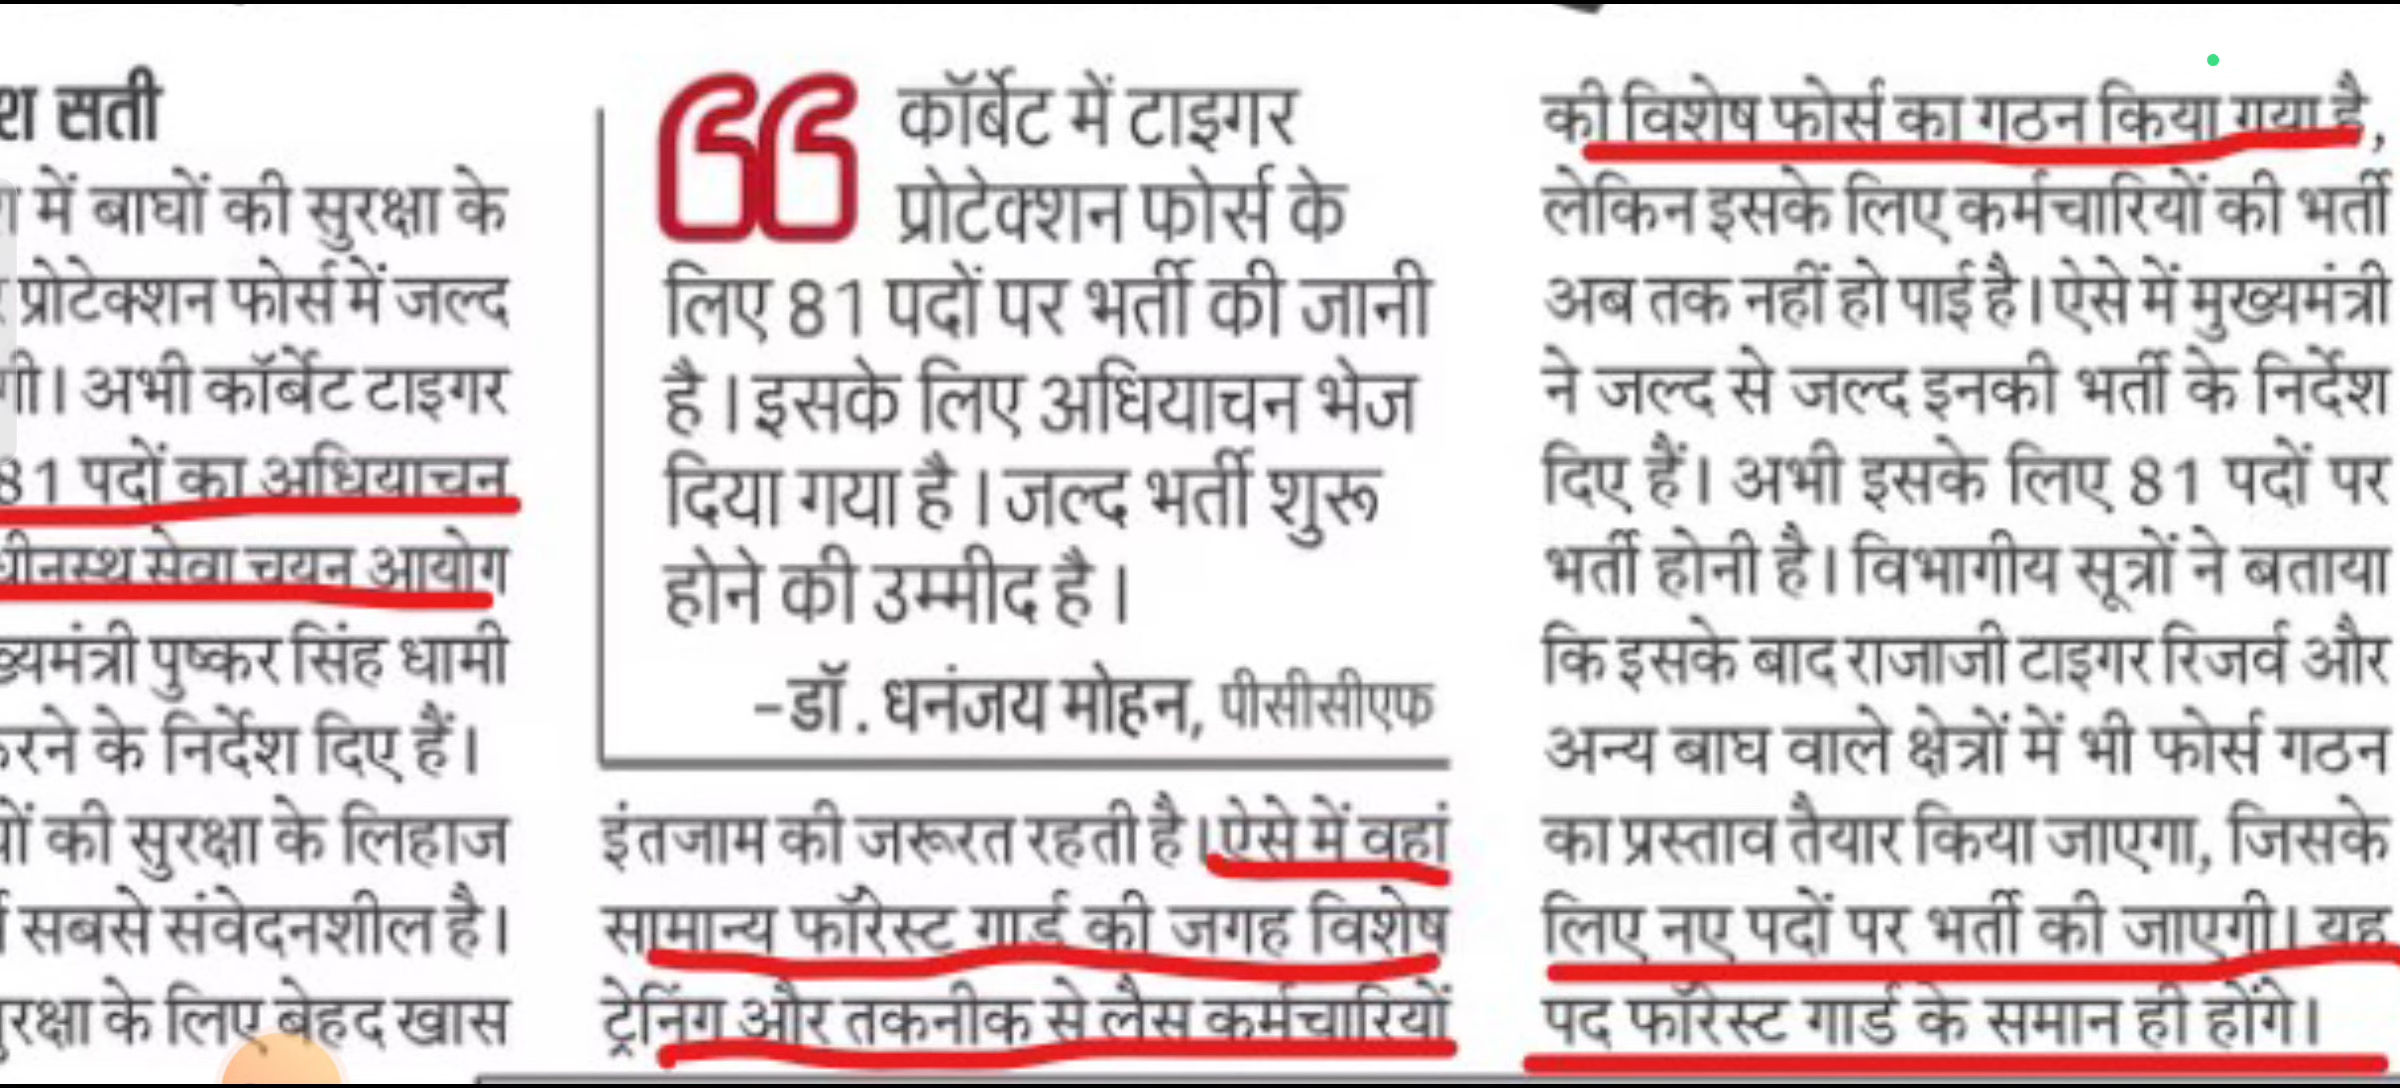 सती
में बाघों की सुरक्षा के
प्रोटेक्शन फोर्स में जल्द
गी। अभी कॉर्बेट टाइगर
81 पदों का अधियाचन
धीनस्थ सेवा चयन आयोग
ख्यमंत्री पुष्कर सिंह धामी
रने के निर्देश दिए हैं।
की सुरक्षा के लिहाज
सबसे संवेदनशील है।
रक्षा के लिए बेहद खास
कॉर्बेट में टाइगर
प्रोटेक्शन फोर्स के
लिए 81 पदों पर भर्ती की जानी
है। इसके लिए अधियाचन भेज
दिया गया है। जल्द भर्ती शुरू
होने की उम्मीद है।
-डॉ. धनंजय मोहन, पीसीसीएफ
इंतजाम की जरूरत रहती है। ऐसे में वहां
सामान्य फॉरेस्ट गार्ड की जगह विशेष
ट्रेनिंग और तकनीक से लैस कर्मचारियों
की विशेष फोर्स का गठन किया गया है,
लेकिन इसके लिए कर्मचारियों की भर्ती
अब तक नहीं हो पाई है। ऐसे में मुख्यमंत्री
ने जल्द से जल्द इनकी भर्ती के निर्देश
दिए हैं। अभी इसके लिए 81 पदों पर
भर्ती होनी है। विभागीय सूत्रों ने बताया
कि इसके बाद राजाजी टाइगर रिजर्व और
अन्य बाघ वाले क्षेत्रों में भी फोर्स गठन
का प्रस्ताव तैयार किया जाएगा, जिसके
लिए नए पदों पर भर्ती की जाएगी। यह
पद फॉरेस्ट गार्ड के समान ही होंगे।